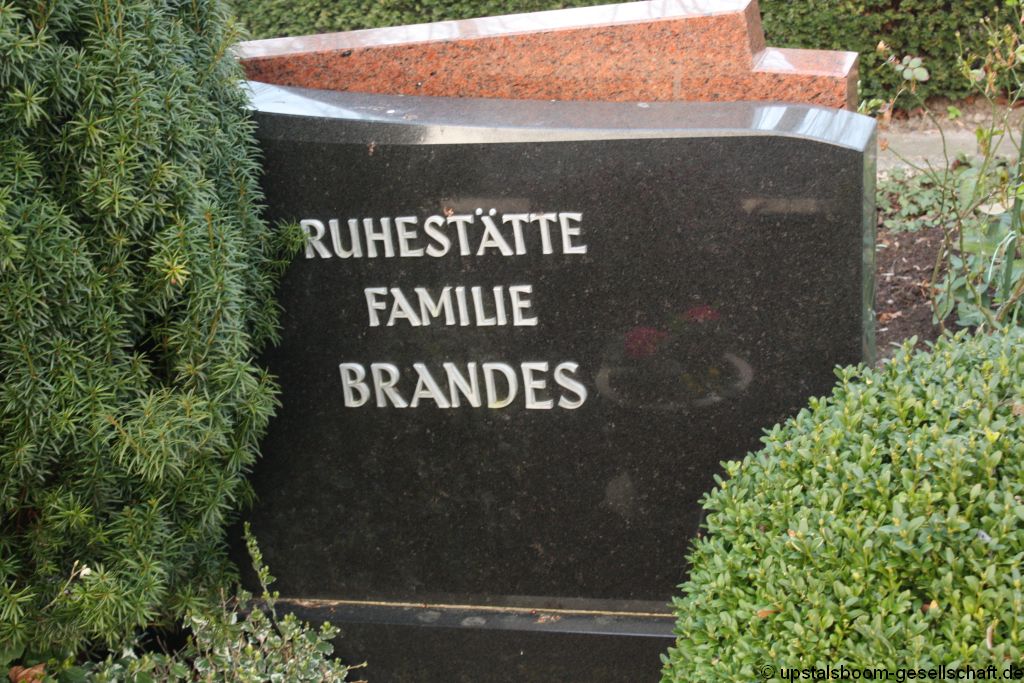 RUHESTÄTTE
FAMILIE
BRANDES
© upstalsboom-gesellschaft.de